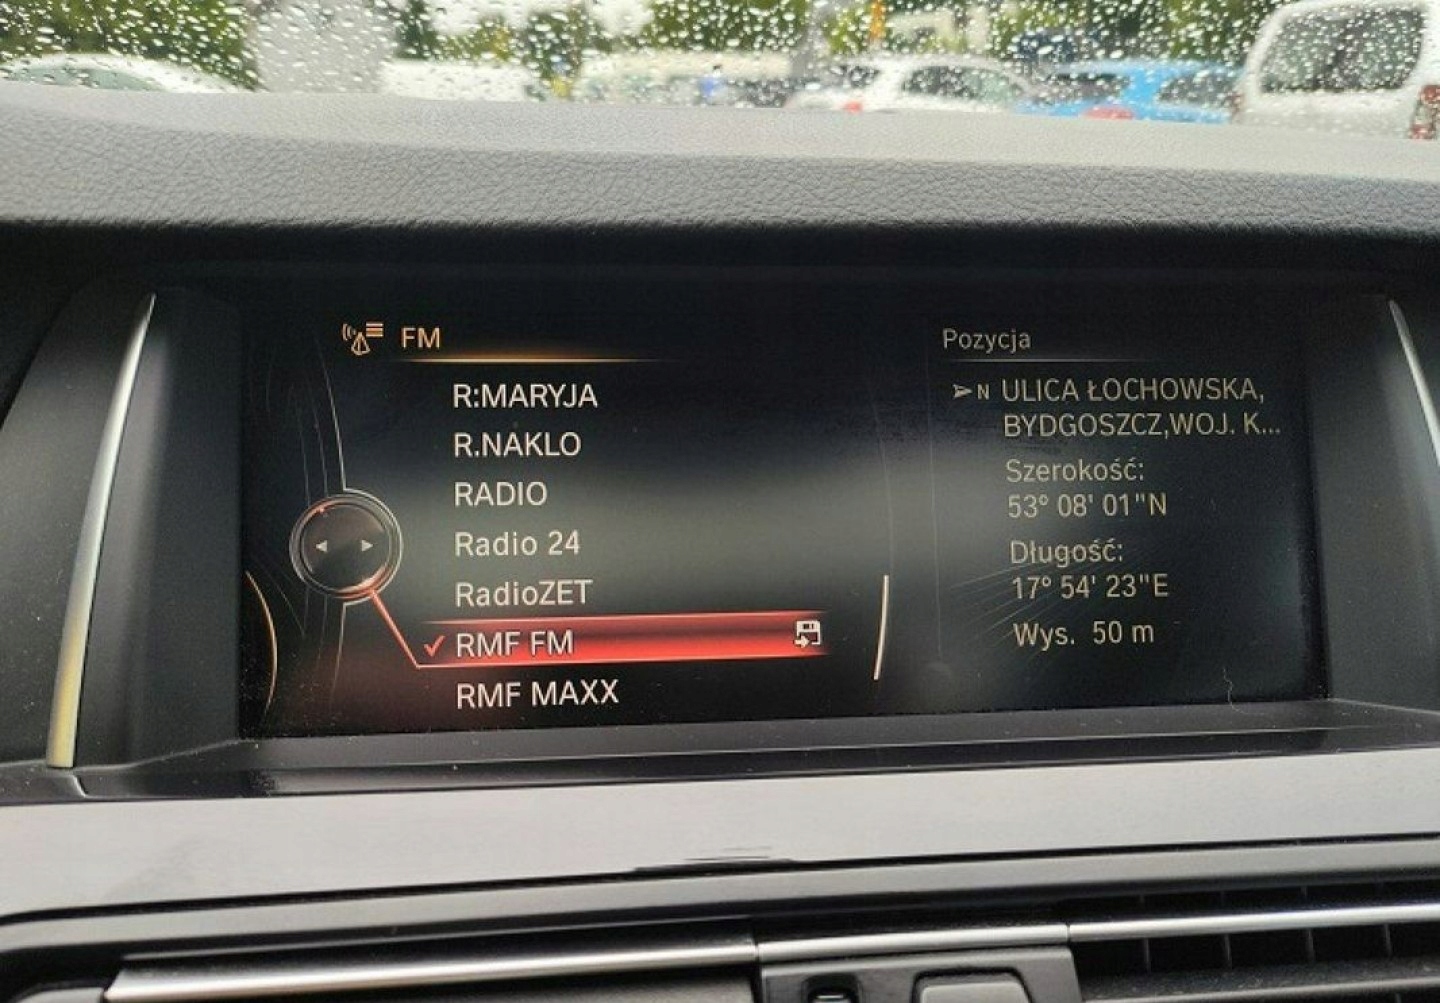 FM
R:MARYJA
R.NAKLO
RADIO
Radio 24
RadioZET
RMF FM
RMF MAXX
Pozycja
N ULICA ŁOCHOWSKA,
BYDGOSZCZ,WOJ. K...
Szerokość:
53° 08' 01"N
Długość:
17° 54' 23"E
Wys. 50 m